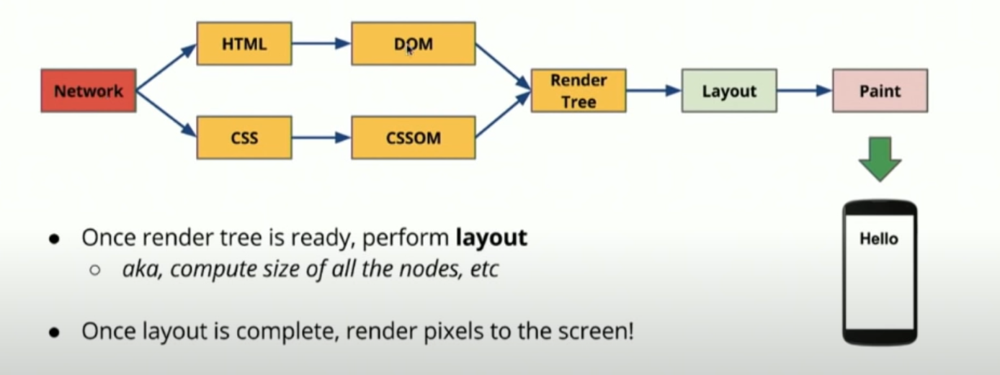 HTML
DOM
Network
Render
Tree
Layout
Paint
CSS
CSSOM
● Once render tree is ready, perform layout
○ aka, compute size of all the nodes, etc
● Once layout is complete, render pixels to the screen!
Hello